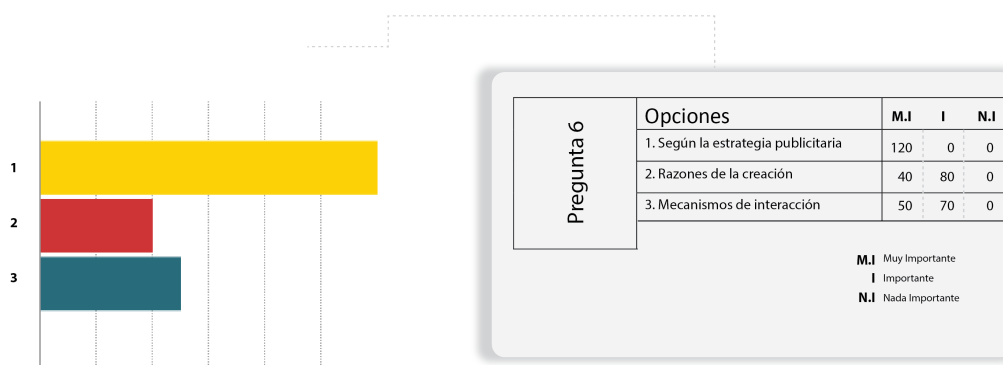 1
2
3
Pregunta 6
Opciones M.I I N.I
1. Según la estrategia publicitaria 120 0 0
2. Razones de la creación 40 80 0
3. Mecanismos de interacción 50 70 0
M.I Muy Importante
I Importante
N.I Nada Importante